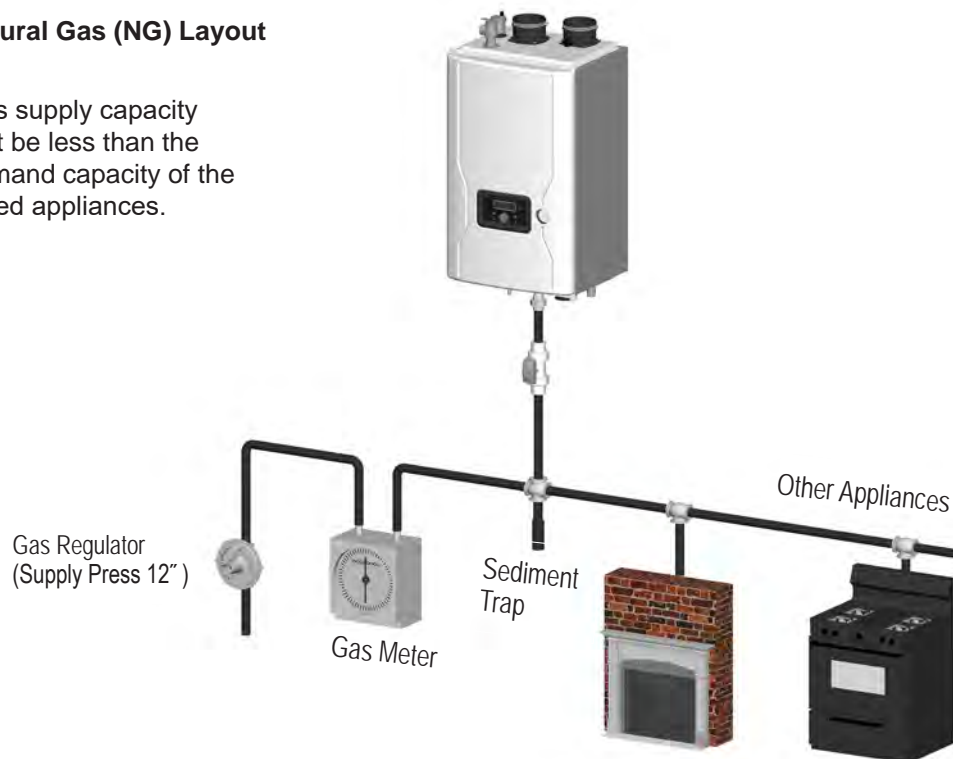 ural Gas (NG) Layout
s supply capacity
t be less than the
mand capacity of the
ed appliances.
Other Appliances
Gas Regulator
(Supply Press 12˝ )
Sediment
Trap
Gas Meter